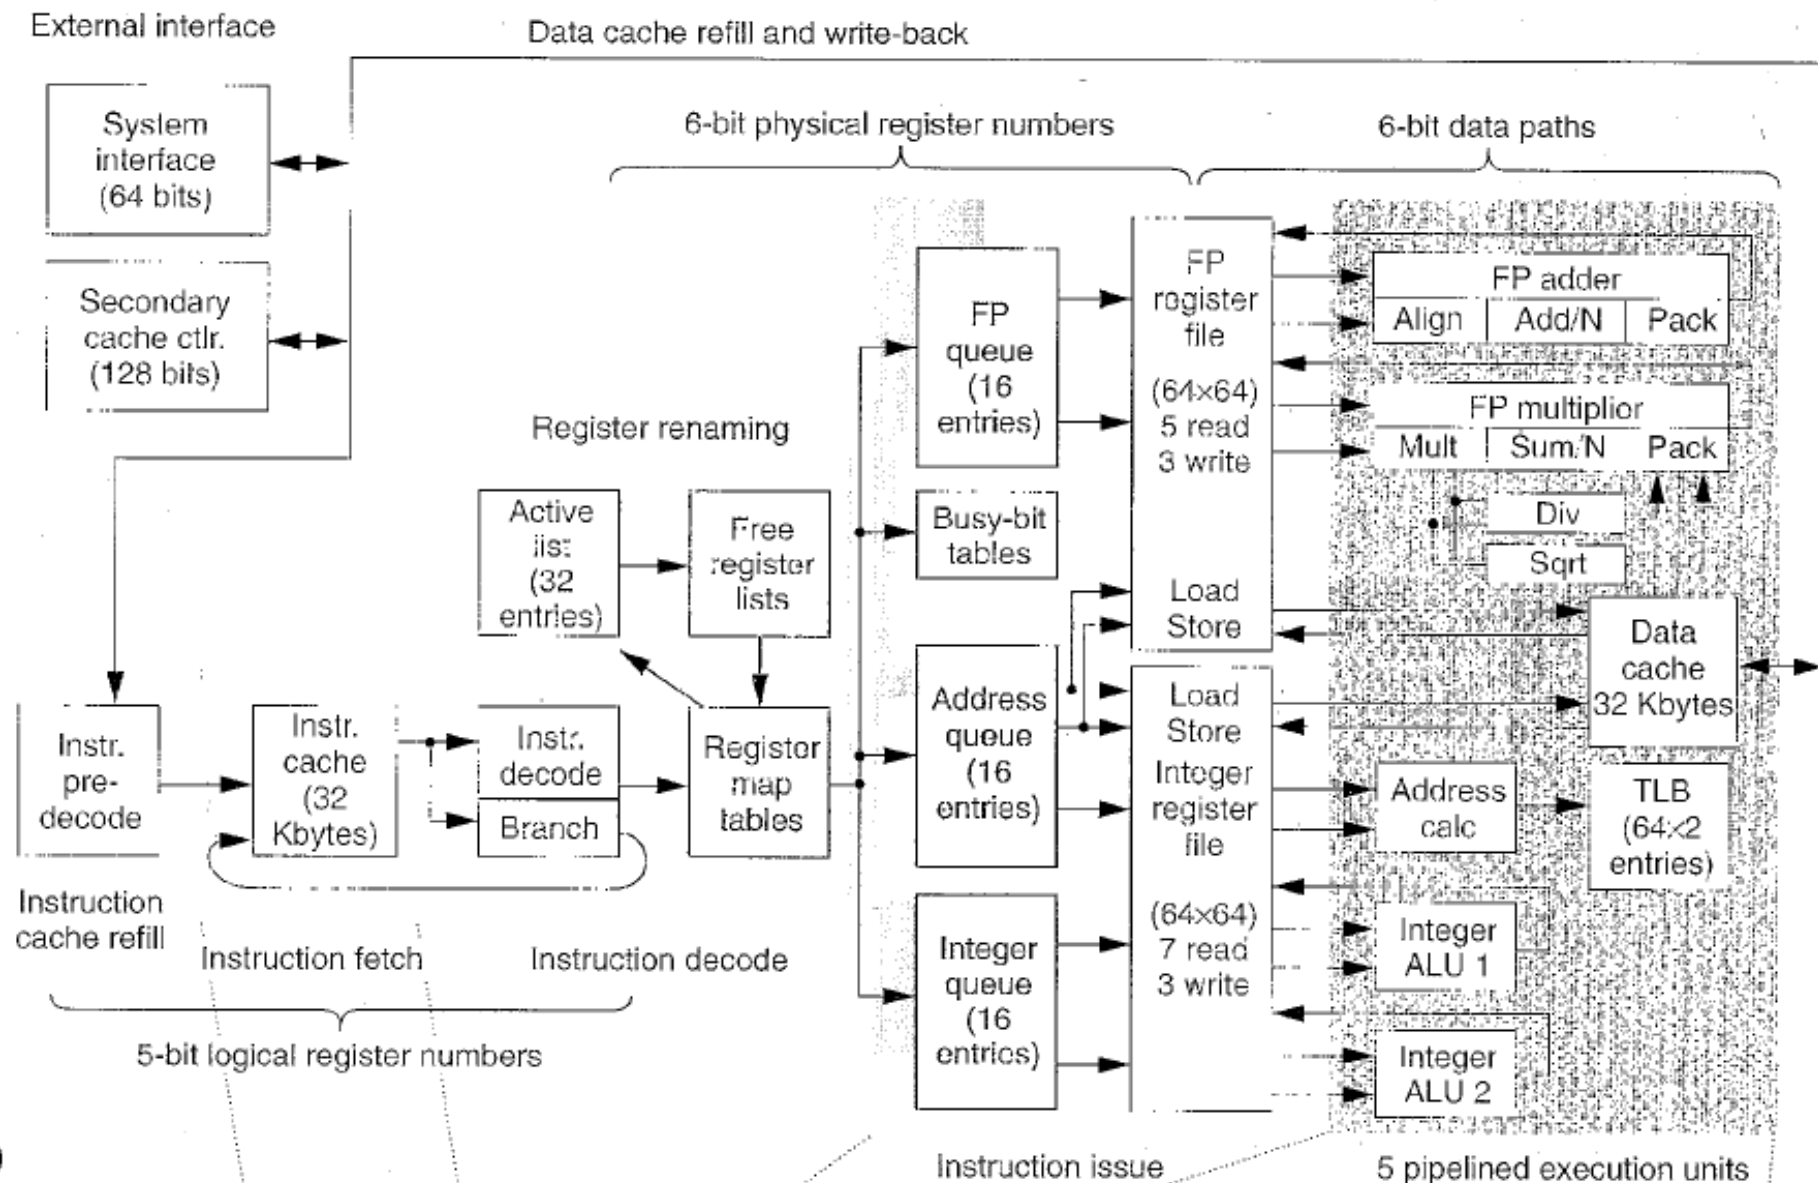 External interface
Data cache refill and write-back
System
interface
(64 bits)
6-bit physical register numbers
6-bit data paths
Secondary
cache ctlr.
(128 bits)
FP
queue
(16
entries)
FP
register
file
(64×64)
5 read
3 write
Load
Store
FP adder
Align
Add/N
Pack
FP multiplior
Mult
Sum/N
Pack
Div
Sqrt
Register renaming
Active
list
(32
entries)
Free
register
lists
Busy-bit
tables
Data
cache
32 Kbytes
Instr.
pre-
decode
Instr.
cache
(32
Kbytes)
Instr.
decode
Branch
Register
map
tables
Address
queue
(16
entries)
Load
Store
Integer
register
file
(64×64)
7 read
3 write
Address
calc
TLB
(64×2
entries)
Instruction
cache refill
Instruction fetch
Instruction decode
Integer
queue
(16
entries)
Integer
ALU 1
Integer
ALU 2
5-bit logical register numbers
Instruction issue
5 pipelined execution units